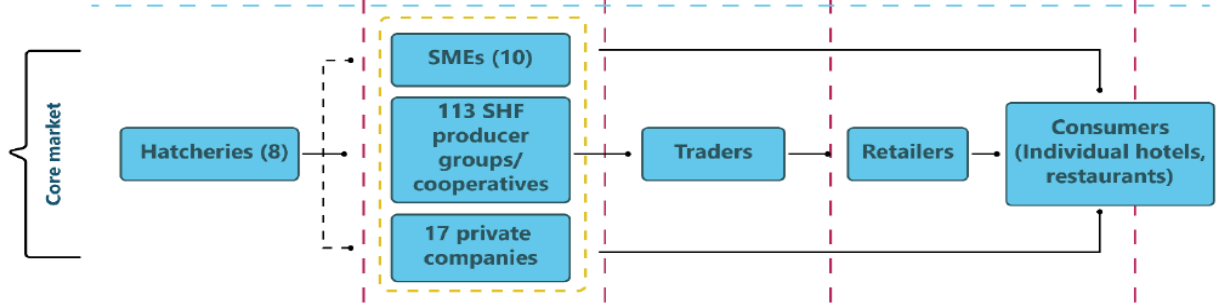 Core market
Hatcheries (8)
SMEs (10)
113 SHF
producer
groups/
cooperatives
17 private
companies
Traders
Retailers
Consumers
(Individual hotels,
restaurants)